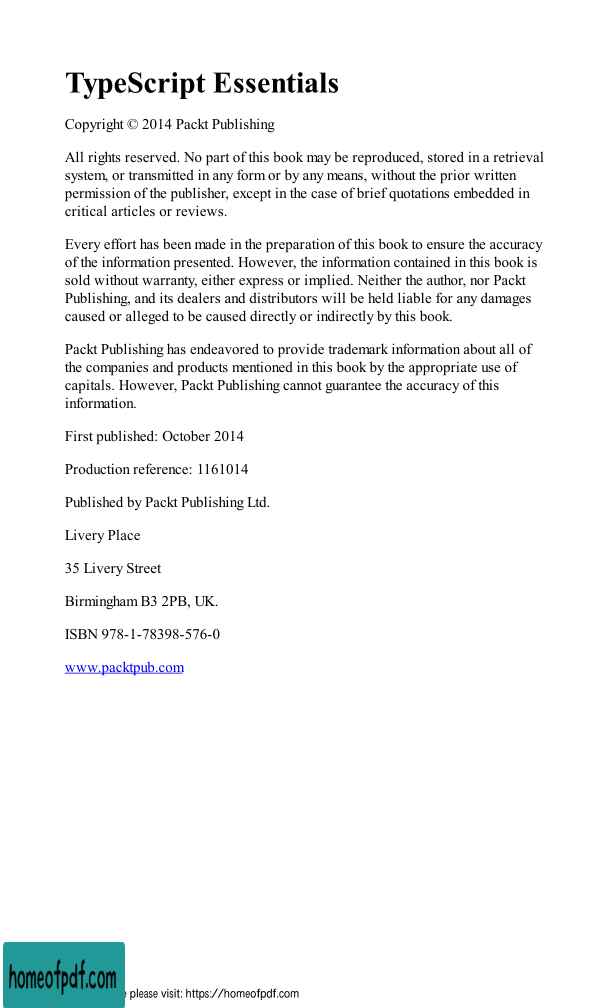 TypeScript Essentials
Copyright © 2014 Packt Publishing
All rights reserved. No part of this book may be reproduced, stored in a retrieval
system, or transmitted in any form or by any means, without the prior written
permission of the publisher, except in the case of brief quotations embedded in
critical articles or reviews.
Every effort has been made in the preparation of this book to ensure the accuracy
of the information presented. However, the information contained in this book is
sold without warranty, either express or implied. Neither the author, nor Packt
Publishing, and its dealers and distributors will be held liable for any damages
caused or alleged to be caused directly or indirectly by this book.
Packt Publishing has endeavored to provide trademark information about all of
the companies and products mentioned in this book by the appropriate use of
capitals. However, Packt Publishing cannot guarantee the accuracy of this
information.
First published: October 2014
Production reference: 1161014
Published by Packt Publishing Ltd.
Livery Place
35 Livery Street
Birmingham B3 2PB, UK.
ISBN 978-1-78398-576-0
www.packtpub.com
homeofpdf.com
please visit: https://homeofpdf.com